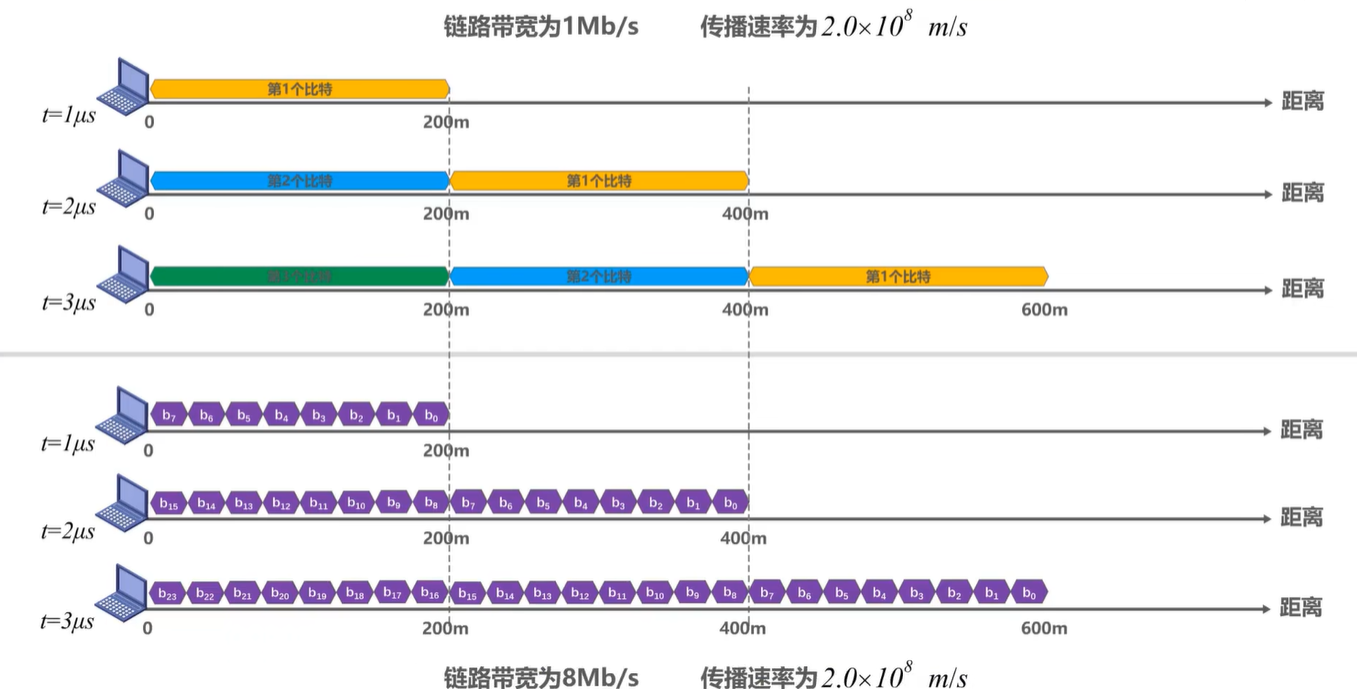 链路带宽为1Mb/s 传播速率为 2.0×10⁸ m/s
第1个比特
t=1μs 0 200m 距离
第2个比特 第1个比特
t=2μs 0 200m 400m 距离
第3个比特 第2个比特 第1个比特
t=3μs 0 200m 400m 600m 距离
b₇ b₆ b₅ b₄ b₃ b₂ b₁ b₀
t=1μs 0 200m 距离
b₁₅ b₁₄ b₁₃ b₁₂ b₁₁ b₁₀ b₉ b₈ b₇ b₆ b₅ b₄ b₃ b₂ b₁ b₀
t=2μs 0 200m 400m 距离
b₂₃ b₂₂ b₂₁ b₂₀ b₁₉ b₁₈ b₁₇ b₁₆ b₁₅ b₁₄ b₁₃ b₁₂ b₁₁ b₁₀ b₉ b₈ b₇ b₆ b₅ b₄ b₃ b₂ b₁ b₀
t=3μs 0 200m 400m 600m 距离
链路带宽为8Mb/s 传播速率为 2.0×10⁸ m/s